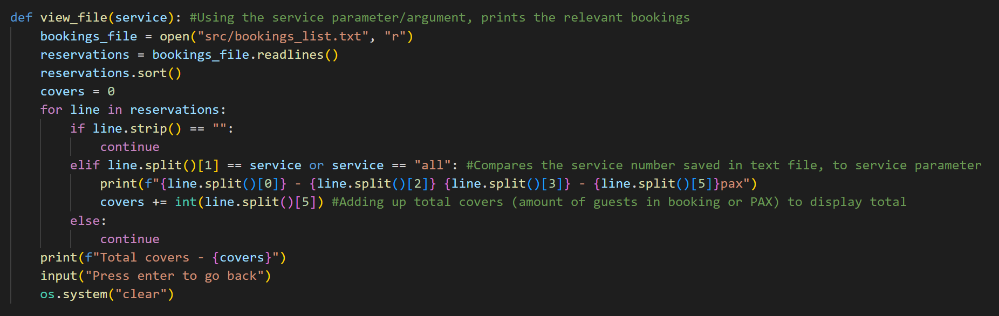 def view_file(service): #Using the service parameter/argument, prints the relevant bookings
    bookings_file = open("src/bookings_list.txt", "r")
    reservations = bookings_file.readlines()
    reservations.sort()
    covers = 0
    for line in reservations:
        if line.strip() == "":
            continue
        elif line.split()[1] == service or service == "all": #Compares the service number saved in text file, to service parameter
            print(f"{line.split()[0]} - {line.split()[2]} {line.split()[3]} - {line.split()[5]}pax")
            covers += int(line.split()[5]) #Adding up total covers (amount of guests in booking or PAX) to display total
        else:
            continue
    print(f"Total covers - {covers}")
    input("Press enter to go back")
    os.system("clear")